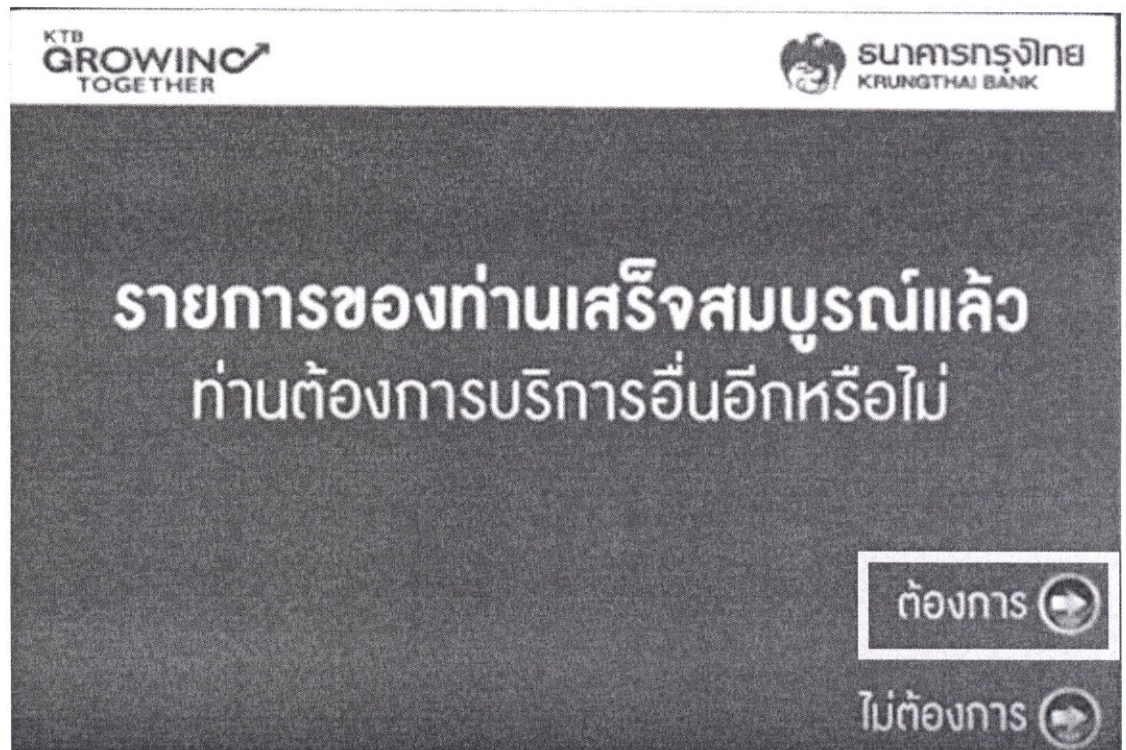 KTB
GROWING
TOGETHER
ธนาคารกรุงไทย
KRUNGTHAI BANK
รายการของท่านเสร็จสมบูรณ์แล้ว
ท่านต้องการบริการอื่นอีกหรือไม่
ต้องการ
ไม่ต้องการ